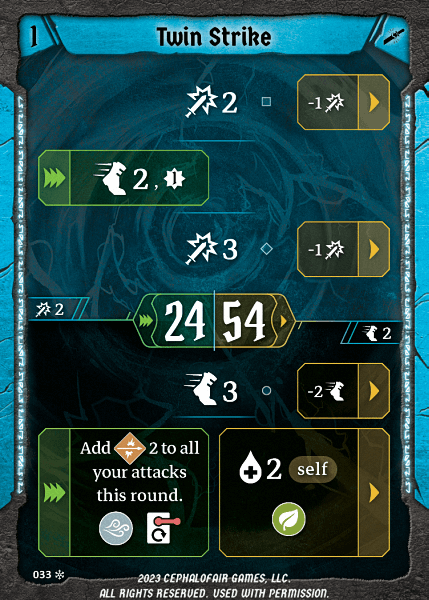 1 Twin Strike
2 -1
2, 1
3 -1
2 24 54 2
3 -2
Add 2 to all
your attacks
this round.
2 self
033
2023 CEPHALOFAIR GAMES, LLC.
ALL RIGHTS RESERVED. USED WITH PERMISSION.